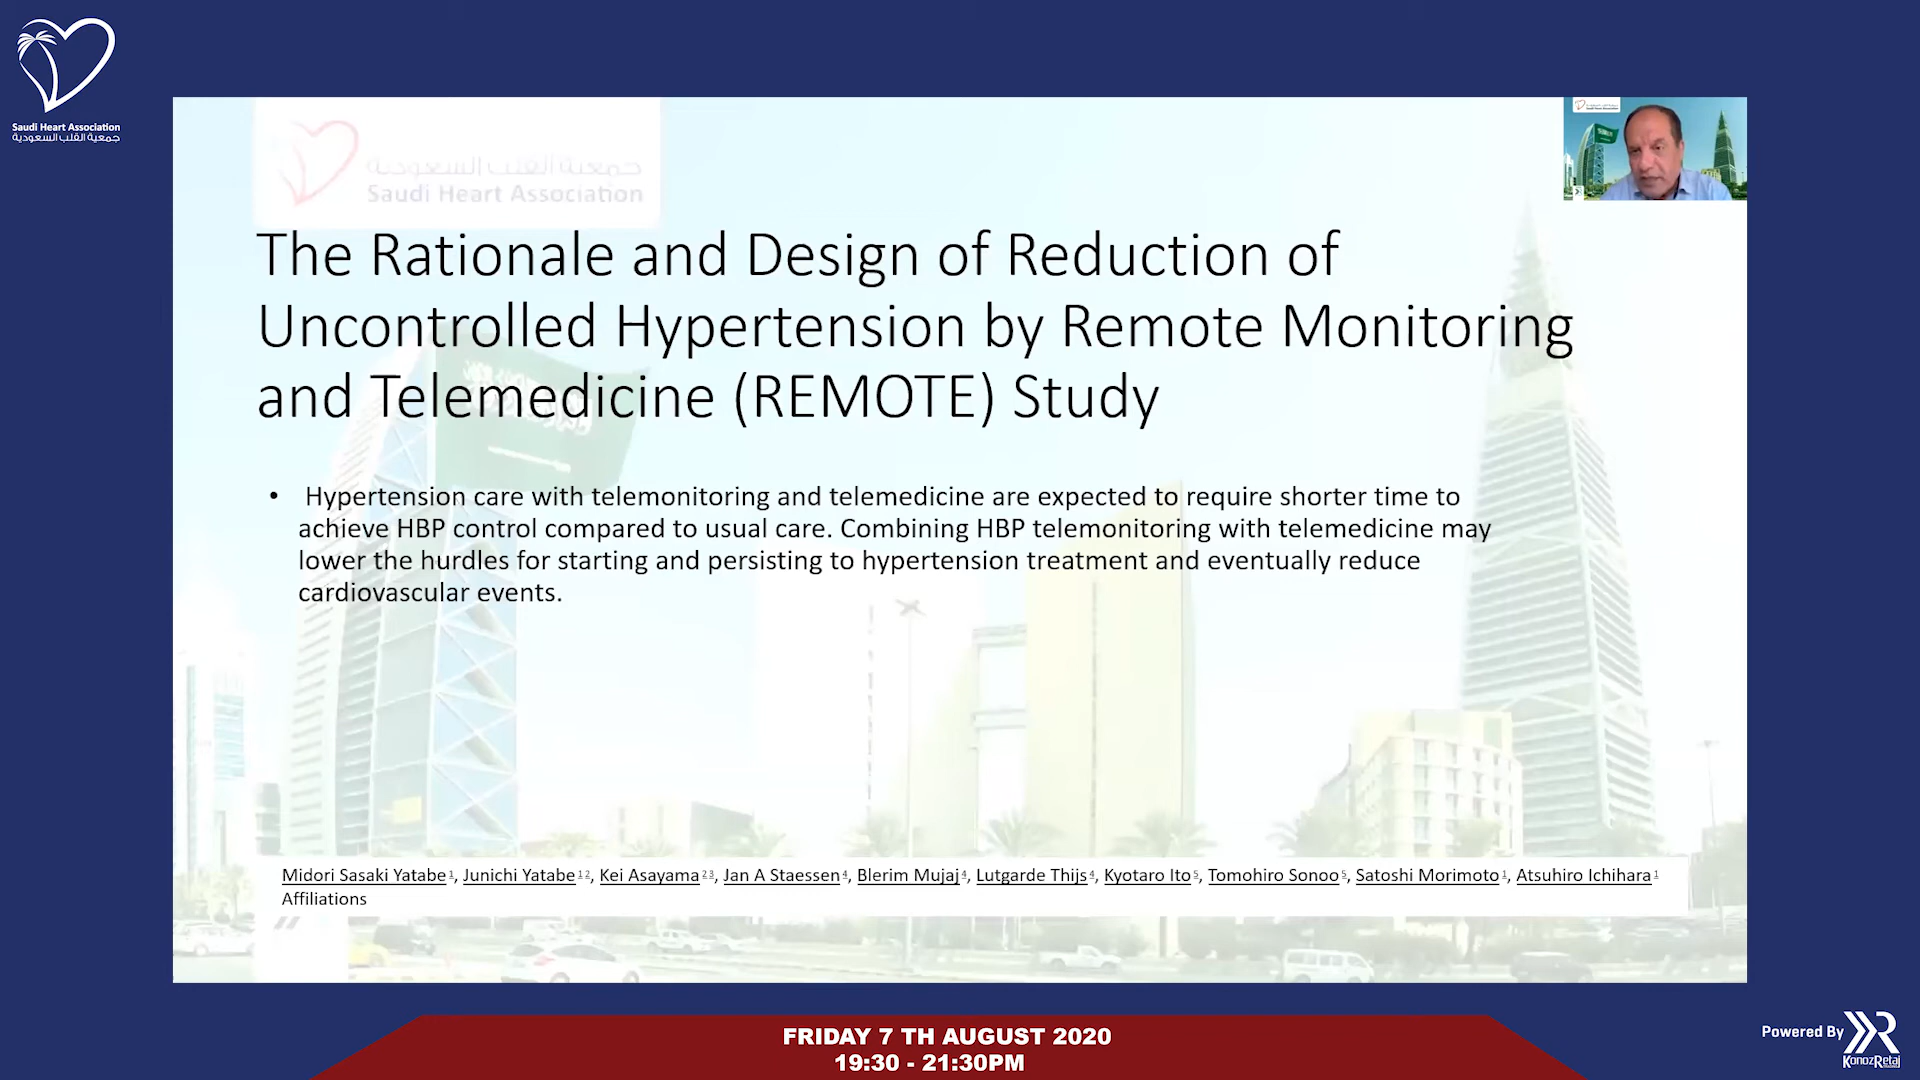 Saudi Heart Association
جمعية القلب السعودية
جمعية القلب السعودية
Saudi Heart Association
The Rationale and Design of Reduction of
Uncontrolled Hypertension by Remote Monitoring
and Telemedicine (REMOTE) Study
• Hypertension care with telemonitoring and telemedicine are expected to require shorter time to
achieve HBP control compared to usual care. Combining HBP telemonitoring with telemedicine may
lower the hurdles for starting and persisting to hypertension treatment and eventually reduce
cardiovascular events.
Midori Sasaki Yatabe 1, Junichi Yatabe 1 2, Kei Asayama 2 3, Jan A Staessen 4, Blerim Mujaj 4, Lutgarde Thijs 4, Kyotaro Ito 5, Tomohiro Sonoo 5, Satoshi Morimoto 1, Atsuhiro Ichihara 1
Affiliations
FRIDAY 7 TH AUGUST 2020
19:30 - 21:30PM
Powered By
KonozRetaj